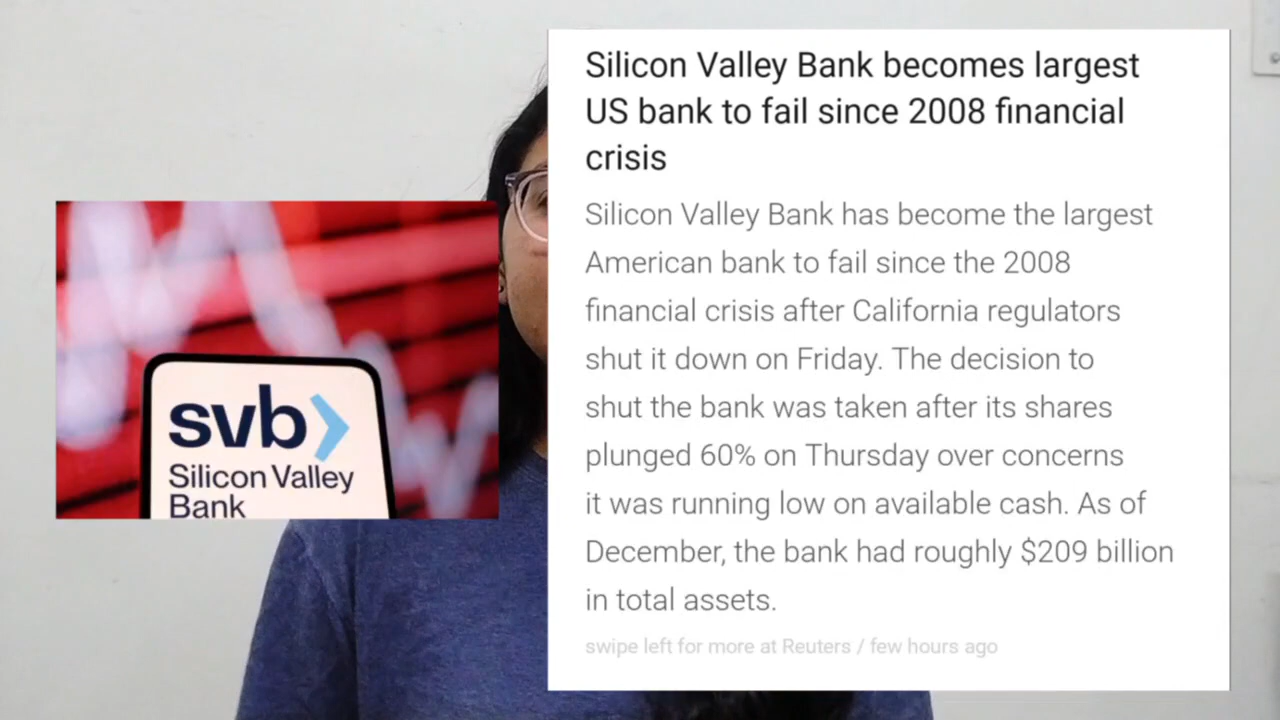 svb
Silicon Valley
Bank
Silicon Valley Bank becomes largest
US bank to fail since 2008 financial
crisis
Silicon Valley Bank has become the largest
American bank to fail since the 2008
financial crisis after California regulators
shut it down on Friday. The decision to
shut the bank was taken after its shares
plunged 60% on Thursday over concerns
it was running low on available cash. As of
December, the bank had roughly $209 billion
in total assets.
swipe left for more at Reuters / few hours ago